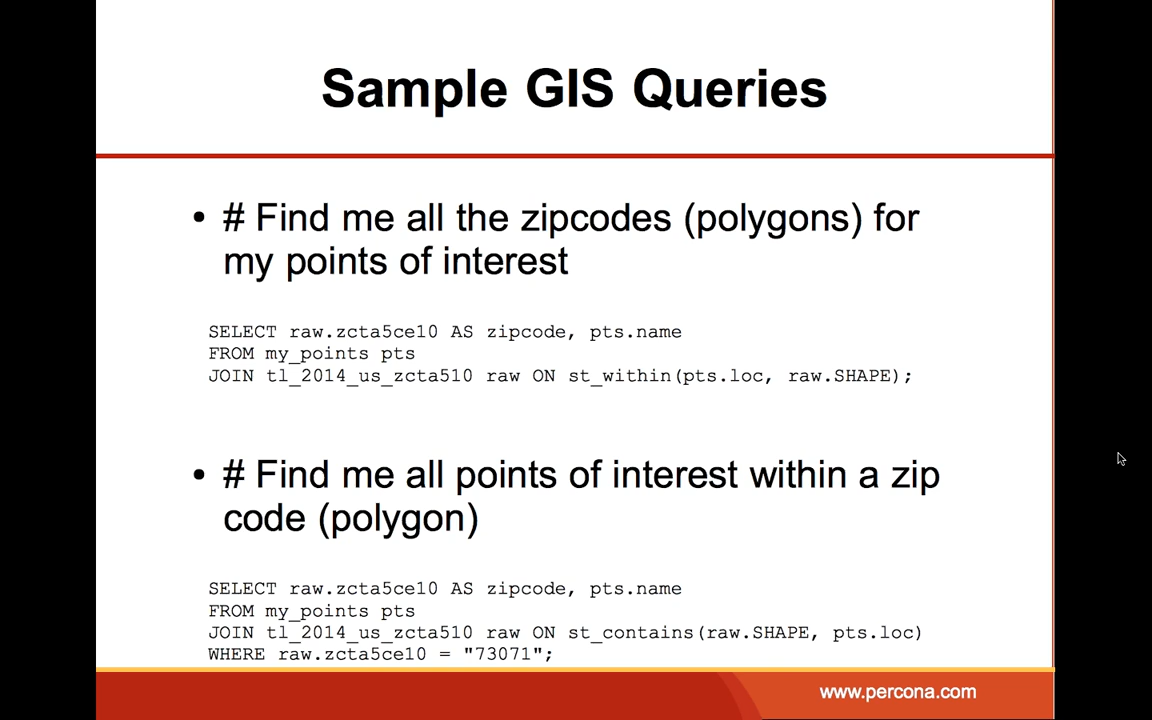 Sample GIS Queries
• # Find me all the zipcodes (polygons) for
my points of interest
SELECT raw.zcta5ce10 AS zipcode, pts.name
FROM my_points pts
JOIN tl_2014_us_zcta510 raw ON st_within(pts.loc, raw.SHAPE);
• # Find me all points of interest within a zip
code (polygon)
SELECT raw.zcta5ce10 AS zipcode, pts.name
FROM my_points pts
JOIN tl_2014_us_zcta510 raw ON st_contains(raw.SHAPE, pts.loc)
WHERE raw.zcta5ce10 = "73071";
www.percona.com